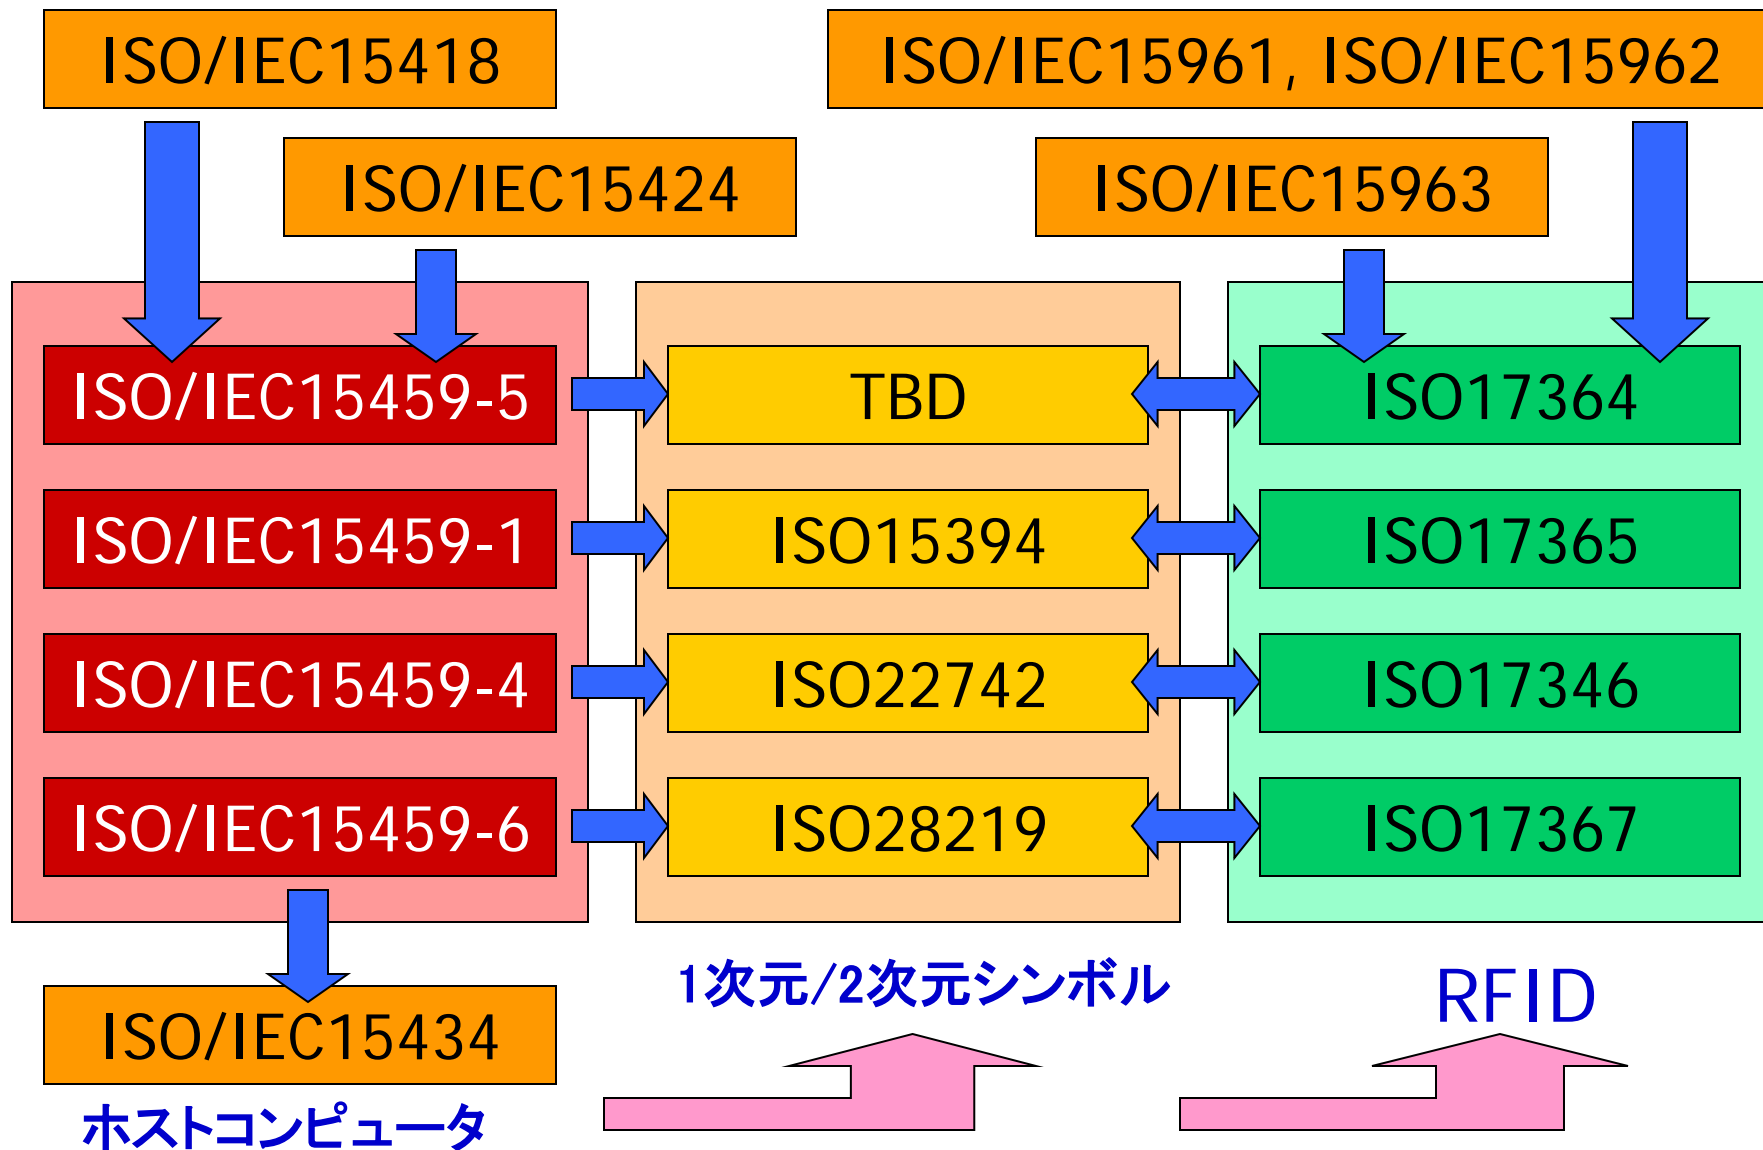 ISO/IEC15418
ISO/IEC15961, ISO/IEC15962
ISO/IEC15424
ISO/IEC15963
ISO/IEC15459-5
TBD
ISO17364
ISO/IEC15459-1
ISO15394
ISO17365
ISO/IEC15459-4
ISO22742
ISO17346
ISO/IEC15459-6
ISO28219
ISO17367
1次元/2次元シンボル
RFID
ISO/IEC15434
ホストコンピュータ